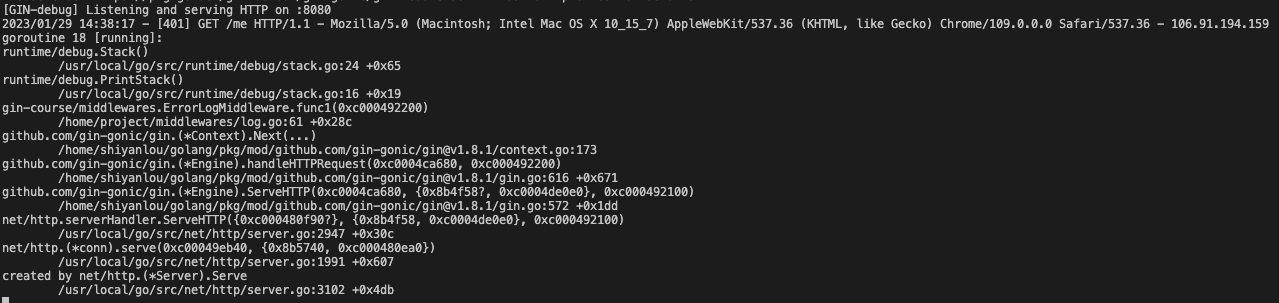 [GIN-debug] Listening and serving HTTP on :8080
2023/01/29 14:38:17 - [401] GET /me HTTP/1.1 - Mozilla/5.0 (Macintosh; Intel Mac OS X 10_15_7) AppleWebKit/537.36 (KHTML, like Gecko) Chrome/109.0.0.0 Safari/537.36 - 106.91.194.159
goroutine 18 [running]:
runtime/debug.Stack()
/usr/local/go/src/runtime/debug/stack.go:24 +0x65
runtime/debug.PrintStack()
/usr/local/go/src/runtime/debug/stack.go:16 +0x19
gin-course/middlewares.ErrorLogMiddleware.func1(0xc000492200)
/home/project/middlewares/log.go:61 +0x28c
github.com/gin-gonic/gin.(*Context).Next(...)
/home/shiyanlou/golang/pkg/mod/github.com/gin-gonic/gin@v1.8.1/context.go:173
github.com/gin-gonic/gin.(*Engine).handleHTTPRequest(0xc0004ca680, 0xc000492200)
/home/shiyanlou/golang/pkg/mod/github.com/gin-gonic/gin@v1.8.1/gin.go:616 +0x671
github.com/gin-gonic/gin.(*Engine).ServeHTTP(0xc0004ca680, {0x8b4f58?, 0xc0004de0e0}, 0xc000492100)
/home/shiyanlou/golang/pkg/mod/github.com/gin-gonic/gin@v1.8.1/gin.go:572 +0x1dd
net/http.serverHandler.ServeHTTP({0xc000480f90?}, {0x8b4f58, 0xc0004de0e0}, 0xc000492100)
/usr/local/go/src/net/http/server.go:2947 +0x30c
net/http.(*conn).serve(0xc00049eb40, {0x8b5740, 0xc000480ea0})
/usr/local/go/src/net/http/server.go:1991 +0x607
created by net/http.(*Server).Serve
/usr/local/go/src/net/http/server.go:3102 +0x4db